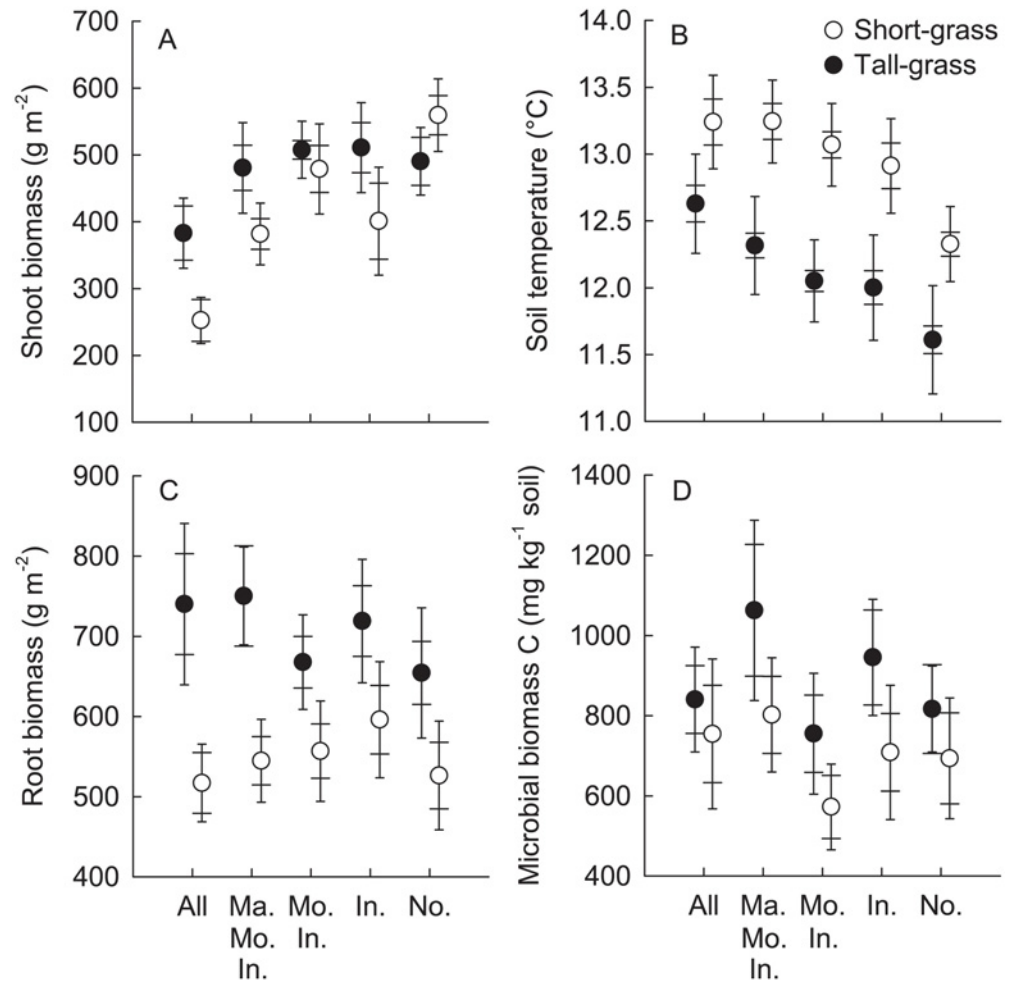 A
Shoot biomass (g m⁻²)
700
600
500
400
300
200
100
B
Short-grass
Tall-grass
Soil temperature (°C)
14.0
13.5
13.0
12.5
12.0
11.5
11.0
C
Root biomass (g m⁻²)
900
800
700
600
500
400
All
Ma.
Mo.
In.
Mo.
In.
In.
No.
D
Microbial biomass C (mg kg⁻¹ soil)
1400
1200
1000
800
600
400
All
Ma.
Mo.
In.
Mo.
In.
In.
No.